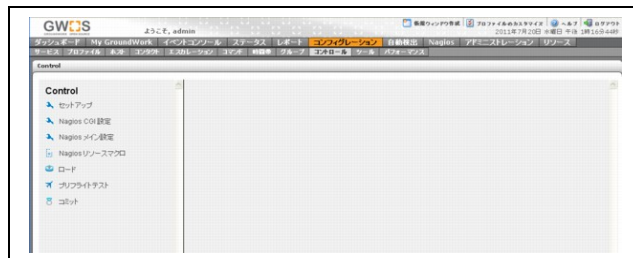 GWOS
ようこそ, admin
新規ウィンドウ作成 プロファイルのカスタマイズ ヘルプ ログアウト
2011年7月20日 水曜日 午後 1時16分44秒
ダッシュボード My GroundWork イベントコンソール ステータス レポート コンフィグレーション 自動検出 Nagios アドミニストレーション リソース
サービス プロファイル ホスト コンタクト エスカレーション コマンド 時間帯 グループ コントロール ツール パフォーマンス
Control
Control
セットアップ
Nagios CGI 設定
Nagios メイン設定
Nagios リソースマクロ
ロード
プリフライトテスト
コミット